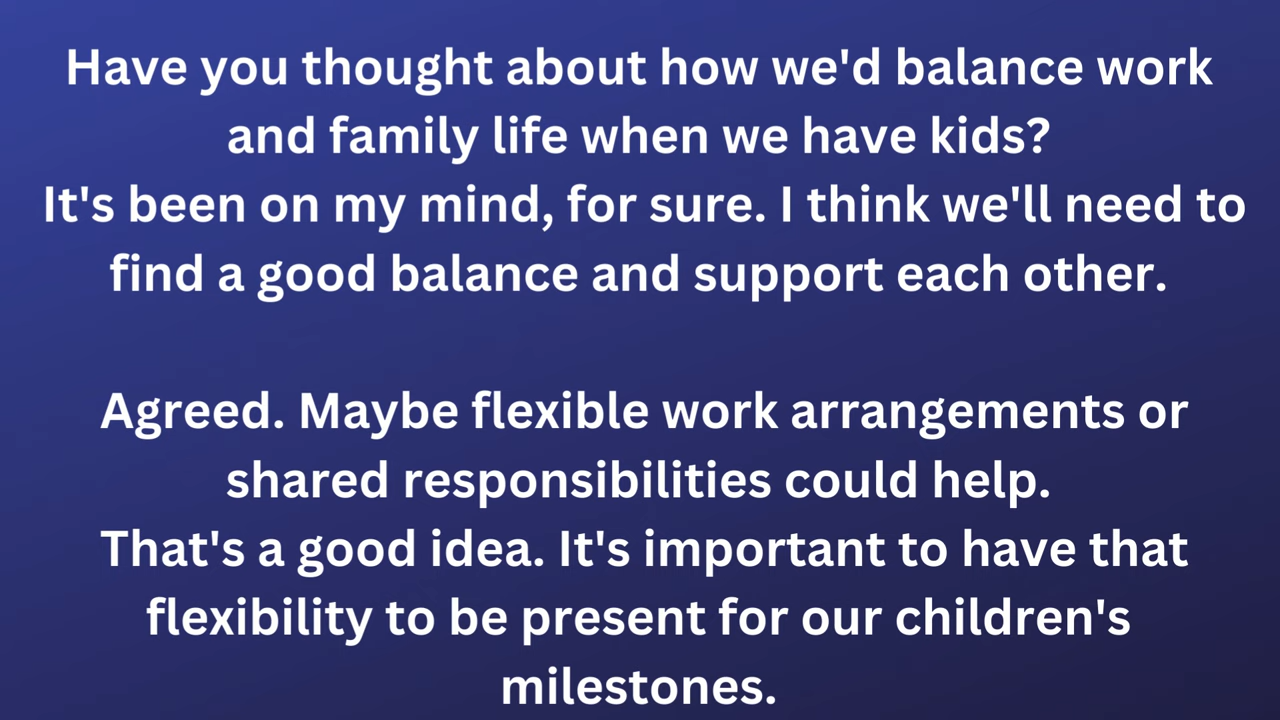 Have you thought about how we'd balance work
and family life when we have kids?
It's been on my mind, for sure. I think we'll need to
find a good balance and support each other.
Agreed. Maybe flexible work arrangements or
shared responsibilities could help.
That's a good idea. It's important to have that
flexibility to be present for our children's
milestones.